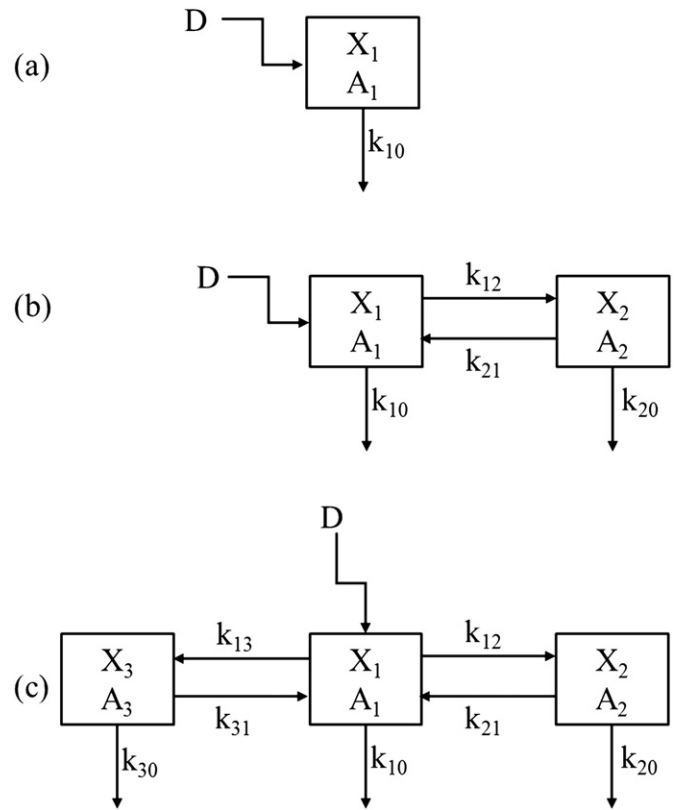 (a)
D
X₁
A₁
k₁₀
(b)
D
X₁
A₁
k₁₂
k₂₁
X₂
A₂
k₁₀
k₂₀
(c)
D
X₃
A₃
k₁₃
k₃₁
X₁
A₁
k₁₂
k₂₁
X₂
A₂
k₃₀
k₁₀
k₂₀